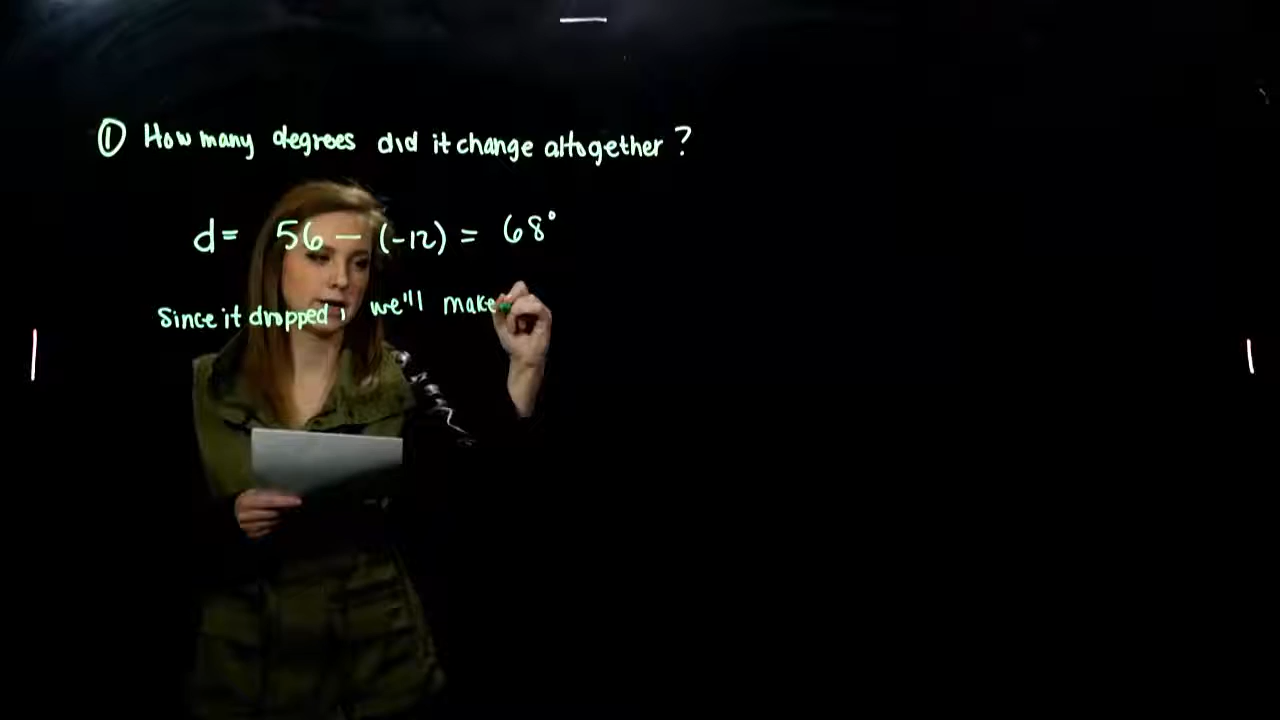 ① How many degrees did it change altogether?
d = 56 - (-12) = 68°
Since it dropped, we'll make